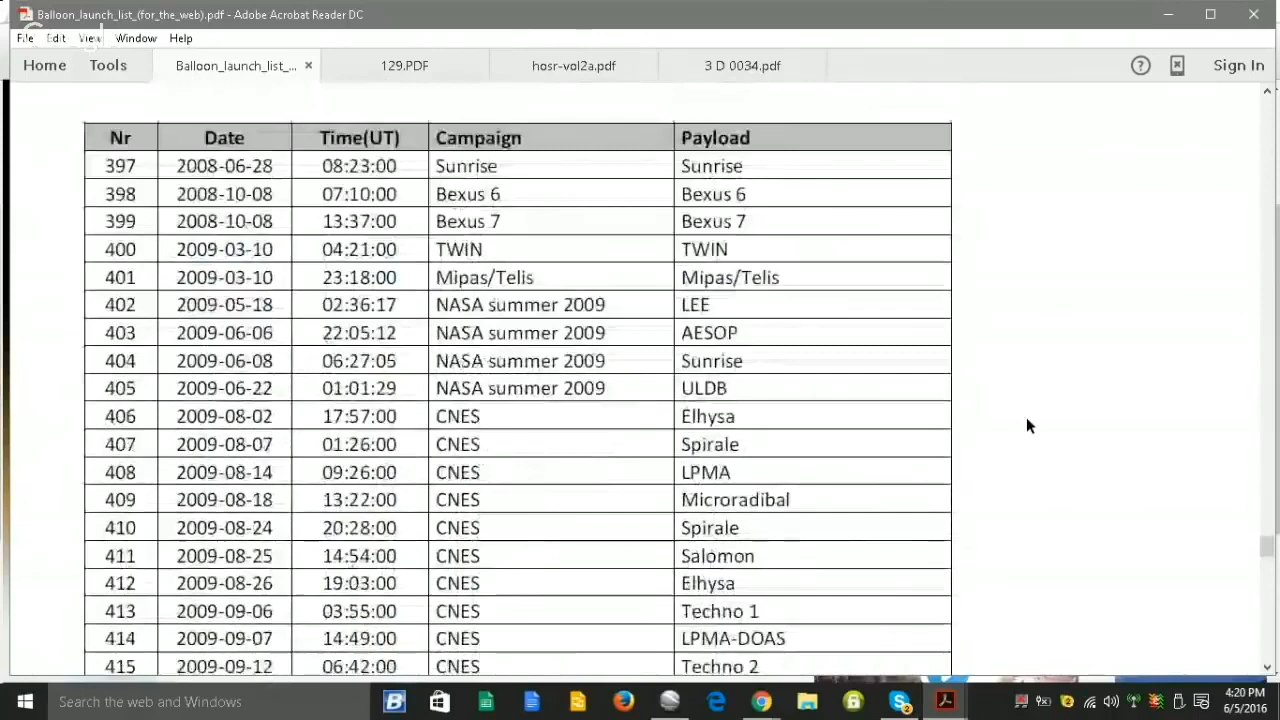 Balloon_launch_list_(for_the_web).pdf - Adobe Acrobat Reader DC
File Edit View Window Help
Home Tools Balloon_launch_list_... × 129.PDF hosr-vol2a.pdf 3 D 0034.pdf ? Sign In
Nr Date Time(UT) Campaign Payload
397 2008-06-28 08:23:00 Sunrise Sunrise
398 2008-10-08 07:10:00 Bexus 6 Bexus 6
399 2008-10-08 13:37:00 Bexus 7 Bexus 7
400 2009-03-10 04:21:00 TWIN TWIN
401 2009-03-10 23:18:00 Mipas/Telis Mipas/Telis
402 2009-05-18 02:36:17 NASA summer 2009 LEE
403 2009-06-06 22:05:12 NASA summer 2009 AESOP
404 2009-06-08 06:27:05 NASA summer 2009 Sunrise
405 2009-06-22 01:01:29 NASA summer 2009 ULDB
406 2009-08-02 17:57:00 CNES Elhysa
407 2009-08-07 01:26:00 CNES Spirale
408 2009-08-14 09:26:00 CNES LPMA
409 2009-08-18 13:22:00 CNES Microradibal
410 2009-08-24 20:28:00 CNES Spirale
411 2009-08-25 14:54:00 CNES Salomon
412 2009-08-26 19:03:00 CNES Elhysa
413 2009-09-06 03:55:00 CNES Techno 1
414 2009-09-07 14:49:00 CNES LPMA-DOAS
415 2009-09-12 06:42:00 CNES Techno 2
Search the web and Windows
4:20 PM
6/5/2016